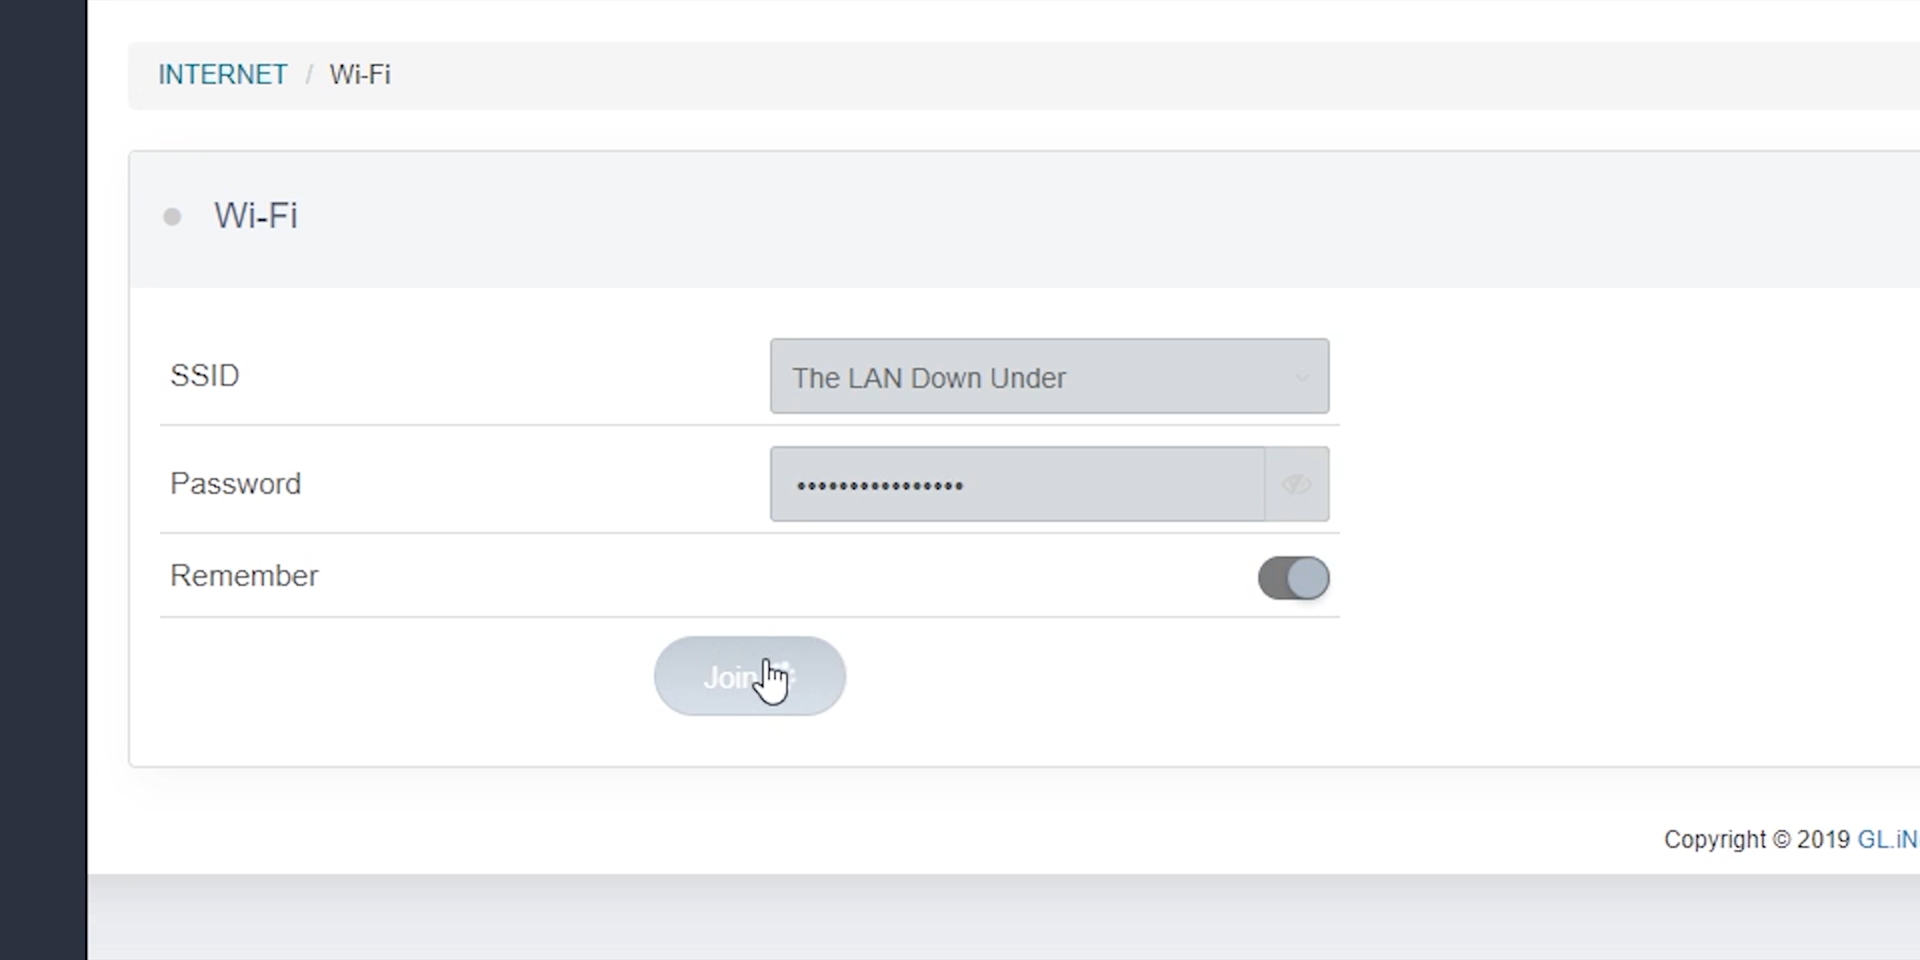 INTERNET / Wi-Fi
Wi-Fi
SSID
The LAN Down Under
Password
••••••••••••••••
Remember
Join
Copyright © 2019 GL.iN